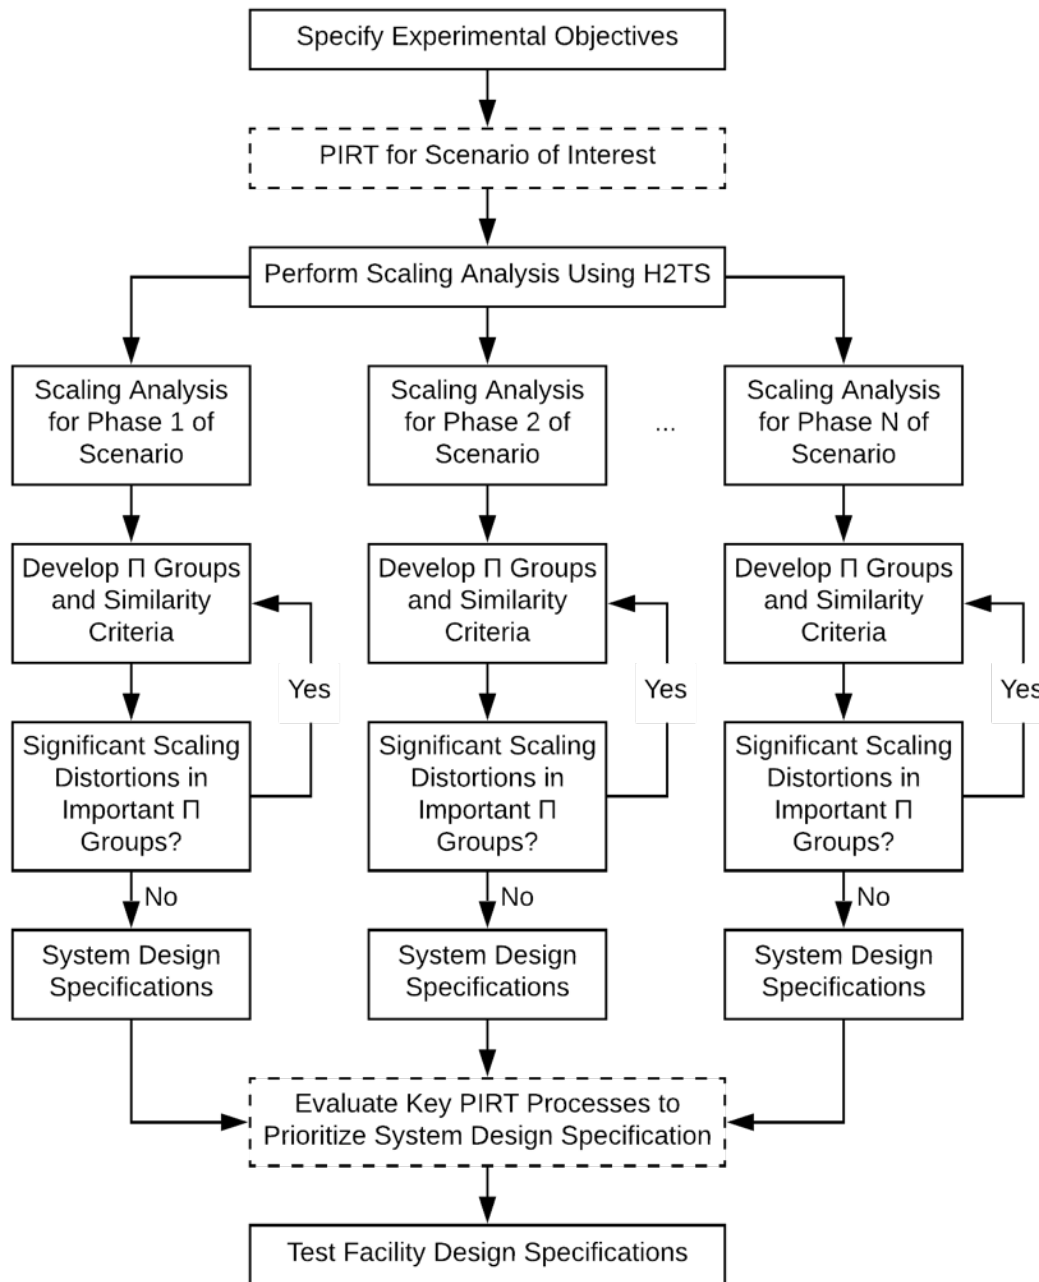 Specify Experimental Objectives
PIRT for Scenario of Interest
Perform Scaling Analysis Using H2TS
Scaling Analysis
for Phase 1 of
Scenario
Scaling Analysis
for Phase 2 of
Scenario
...
Scaling Analysis
for Phase N of
Scenario
Develop Π Groups
and Similarity
Criteria
Develop Π Groups
and Similarity
Criteria
Develop Π Groups
and Similarity
Criteria
Yes
Yes
Yes
Significant Scaling
Distortions in
Important Π
Groups?
Significant Scaling
Distortions in
Important Π
Groups?
Significant Scaling
Distortions in
Important Π
Groups?
No
No
No
System Design
Specifications
System Design
Specifications
System Design
Specifications
Evaluate Key PIRT Processes to
Prioritize System Design Specification
Test Facility Design Specifications